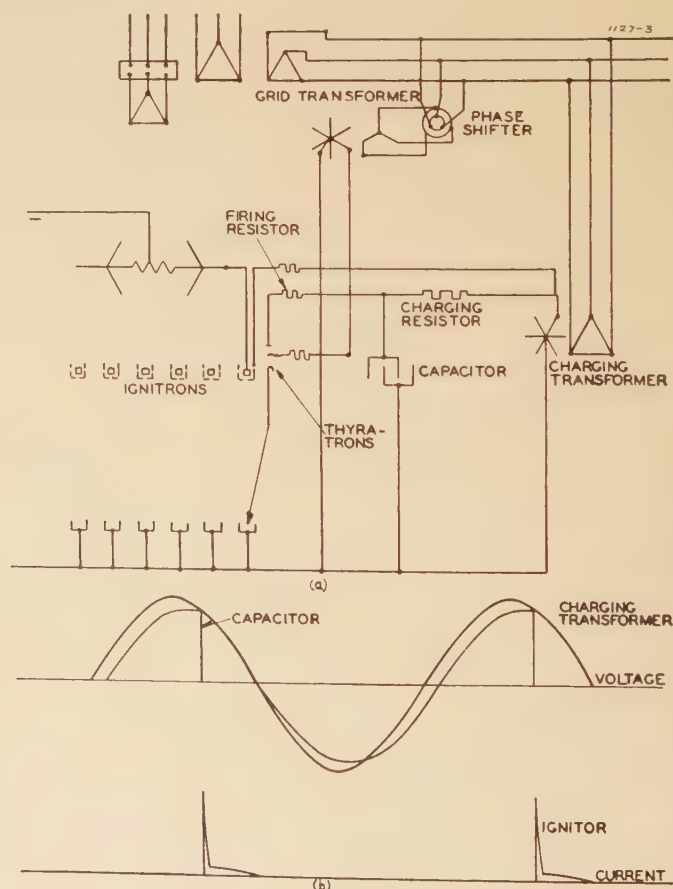 1127-3
GRID TRANSFORMER
PHASE
SHIFTER
FIRING
RESISTOR
CHARGING
RESISTOR
CAPACITOR
CHARGING
TRANSFORMER
IGNITRONS
THYRA-
TRONS
(a)
CAPACITOR
CHARGING
TRANSFORMER
VOLTAGE
IGNITOR
CURRENT
(b)